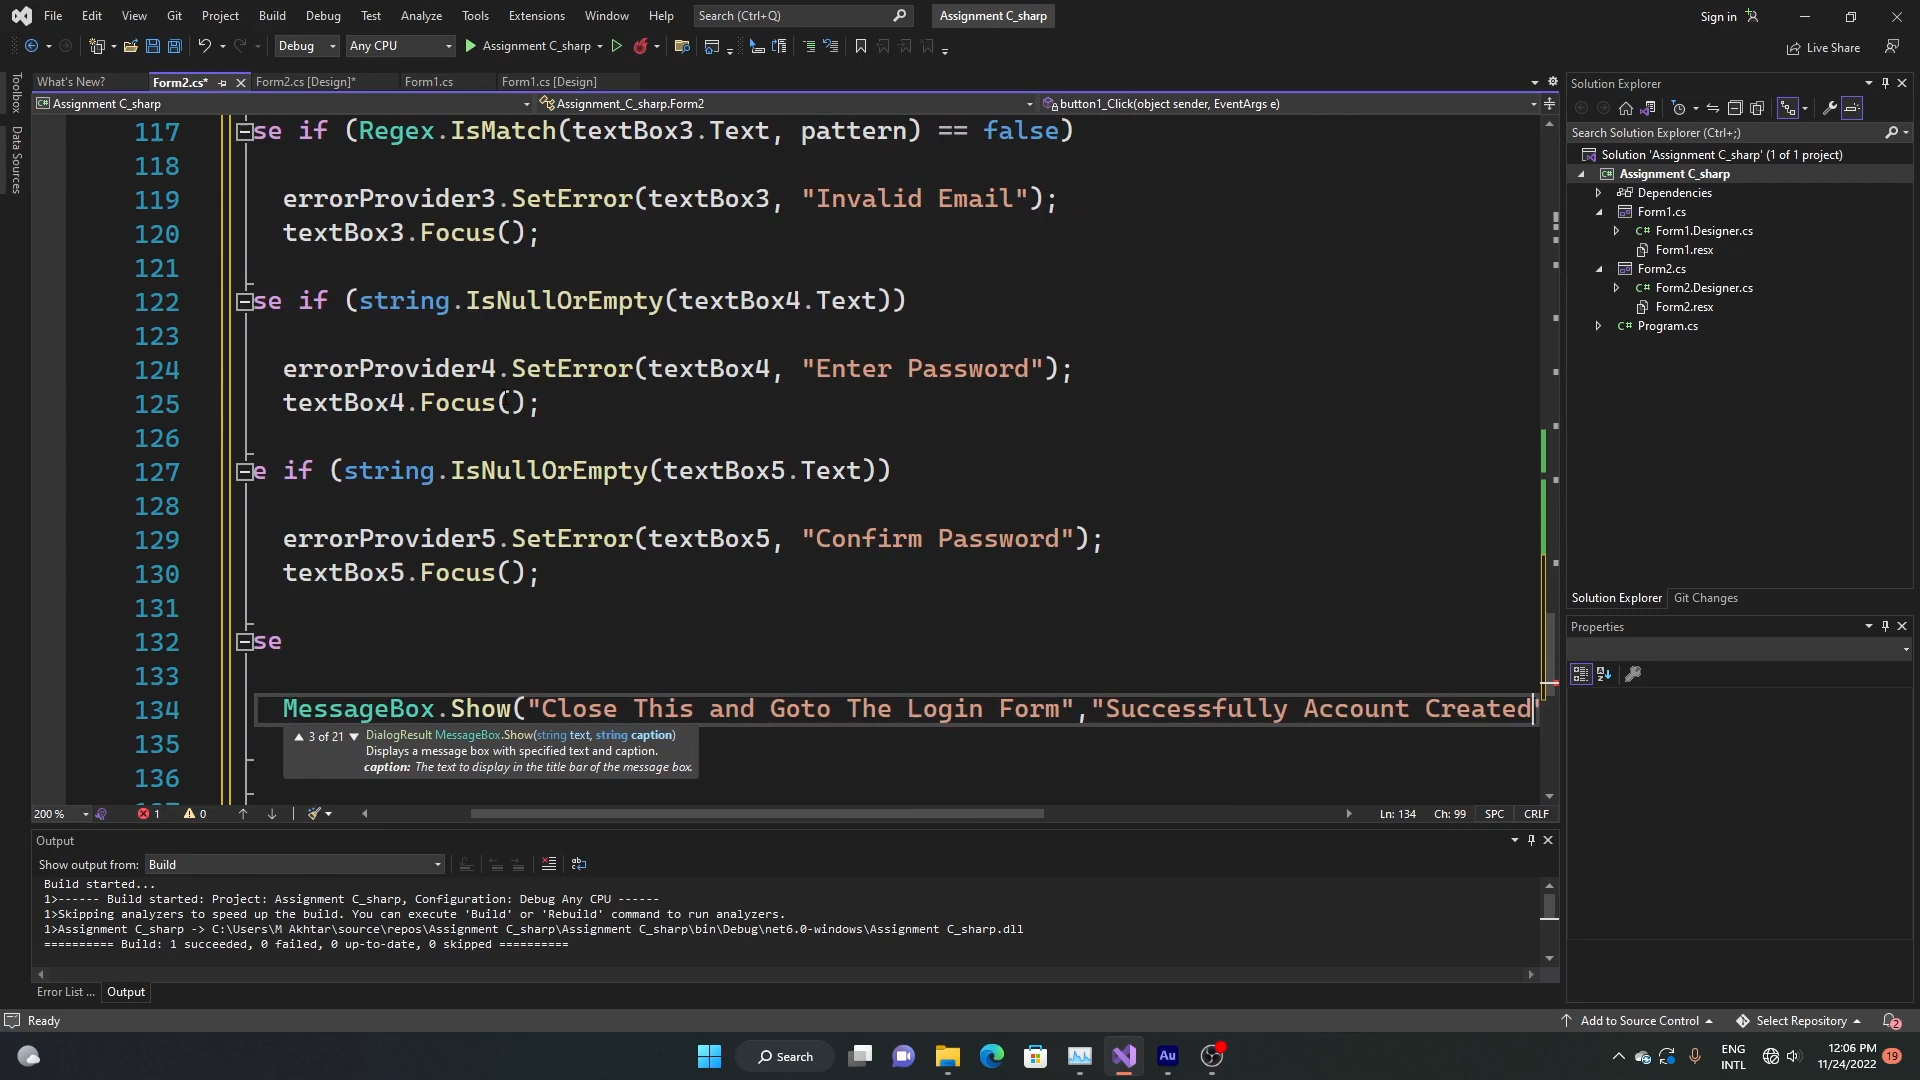 File Edit View Git Project Build Debug Test Analyze Tools Extensions Window Help Search (Ctrl+Q) Assignment C_sharp Sign in
Debug Any CPU Assignment C_sharp Live Share
What's New? Form2.cs* Form2.cs [Design]* Form1.cs Form1.cs [Design]
Assignment C_sharp Assignment_C_sharp.Form2 button1_Click(object sender, EventArgs e)
Toolbox
Data Sources
117 se if (Regex.IsMatch(textBox3.Text, pattern) == false)
118
119 errorProvider3.SetError(textBox3, "Invalid Email");
120 textBox3.Focus();
121
122 se if (string.IsNullOrEmpty(textBox4.Text))
123
124 errorProvider4.SetError(textBox4, "Enter Password");
125 textBox4.Focus();
126
127 e if (string.IsNullOrEmpty(textBox5.Text))
128
129 errorProvider5.SetError(textBox5, "Confirm Password");
130 textBox5.Focus();
131
132 se
133
134 MessageBox.Show("Close This and Goto The Login Form","Successfully Account Created"
135
136
3 of 21 DialogResult MessageBox.Show(string text, string caption)
Displays a message box with specified text and caption.
caption: The text to display in the title bar of the message box.
200 % 1 0 Ln: 134 Ch: 99 SPC CRLF
Output
Show output from: Build
Build started...
1>------ Build started: Project: Assignment C_sharp, Configuration: Debug Any CPU ------
1>Skipping analyzers to speed up the build. You can execute 'Build' or 'Rebuild' command to run analyzers.
1>Assignment C_sharp -> C:\Users\M Akhtar\source\repos\Assignment C_sharp\Assignment C_sharp\bin\Debug\net6.0-windows\Assignment C_sharp.dll
========== Build: 1 succeeded, 0 failed, 0 up-to-date, 0 skipped ==========
Error List ... Output
Solution Explorer
Search Solution Explorer (Ctrl+;)
Solution 'Assignment C_sharp' (1 of 1 project)
Assignment C_sharp
Dependencies
Form1.cs
C# Form1.Designer.cs
Form1.resx
Form2.cs
C# Form2.Designer.cs
Form2.resx
C# Program.cs
Solution Explorer Git Changes
Properties
Ready Add to Source Control Select Repository 2
Search Au ENG INTL 12:06 PM 11/24/2022 19